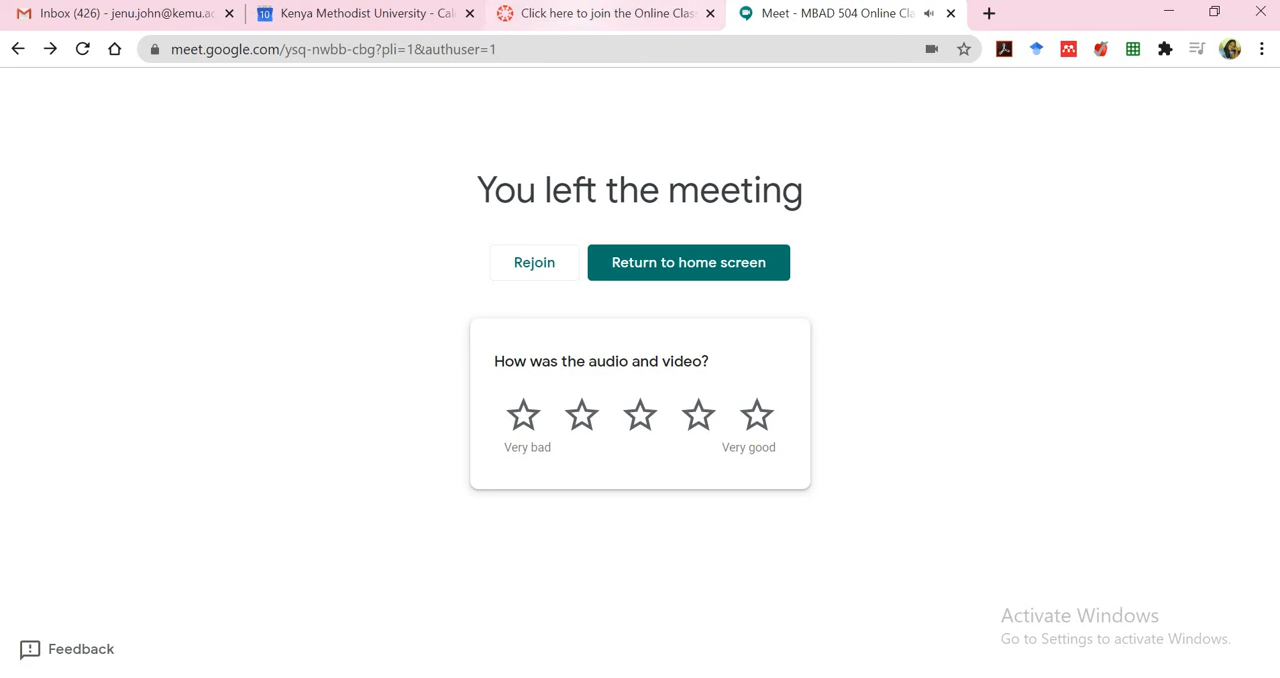 Inbox (426) - jenu.john@kemu.ac
10 Kenya Methodist University - Cal
Click here to join the Online Clas
Meet - MBAD 504 Online Cla
meet.google.com/ysq-nwbb-cbg?pli=1&authuser=1
You left the meeting
Rejoin
Return to home screen
How was the audio and video?
Very bad
Very good
Activate Windows
Go to Settings to activate Windows.
Feedback